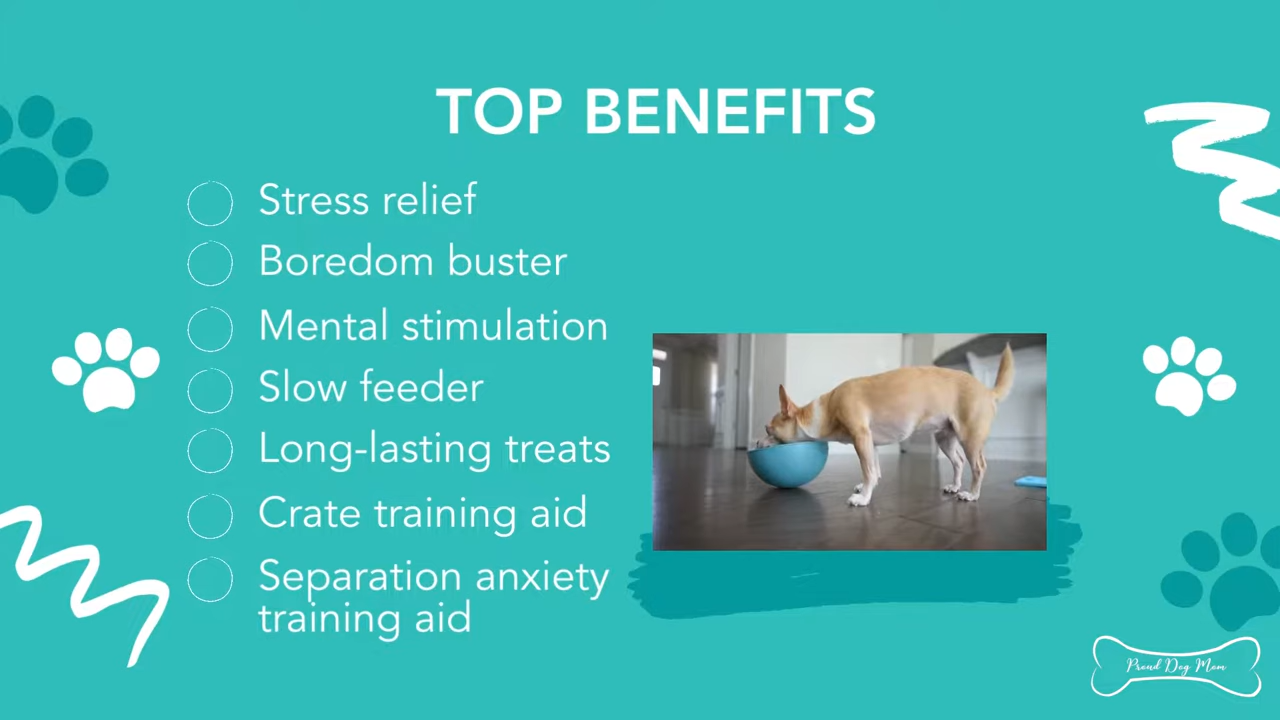 TOP BENEFITS
Stress relief
Boredom buster
Mental stimulation
Slow feeder
Long-lasting treats
Crate training aid
Separation anxiety
training aid
Proud Dog Mom